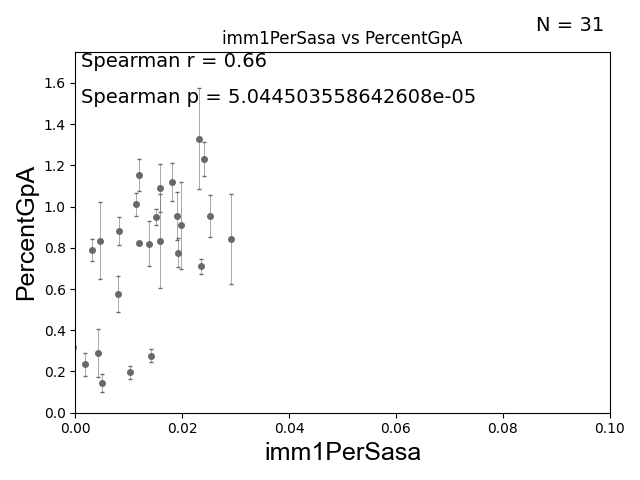 N = 31
imm1PerSasa vs PercentGpA
Spearman r = 0.66
Spearman p = 5.044503558642608e-05
PercentGpA
1.6
1.4
1.2
1.0
0.8
0.6
0.4
0.2
0.0
0.00 0.02 0.04 0.06 0.08 0.10
imm1PerSasa